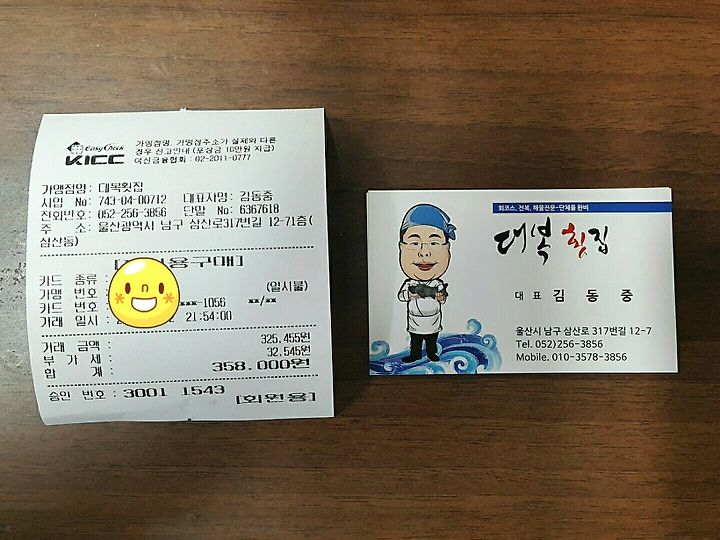 EasyCheck
KICC
가맹점명, 가맹점주소가 실제와 다른
경우 신고안내 (포상금 10만원 지급)
여신금융협회 : 02-2011-0777
가맹점명: 대복횟집
사업 No: 743-04-00712 대표자명: 김동중
전화번호: 052-256-3856 단말 No: 6367618
주 소: 울산광역시 남구 삼산로317번길 12-71층(
삼산동)
용구매]
카드 종류 :
(일시불)
가맹 번호
카드 번호 ***-1056 **/**
거래 일시 : 21:54:00
거래 금액 : 325,455원
부 가 세 : 32,545원
합 계 : 358,000원
승인 번호 : 3001 1543 [회원용]
회코스, 전복, 해물전문-단체룸 완비
대복 횟집
대 표 김 동 중
울산시 남구 삼산로 317번길 12-7
Tel. 052)256-3856
Mobile. 010-3578-3856